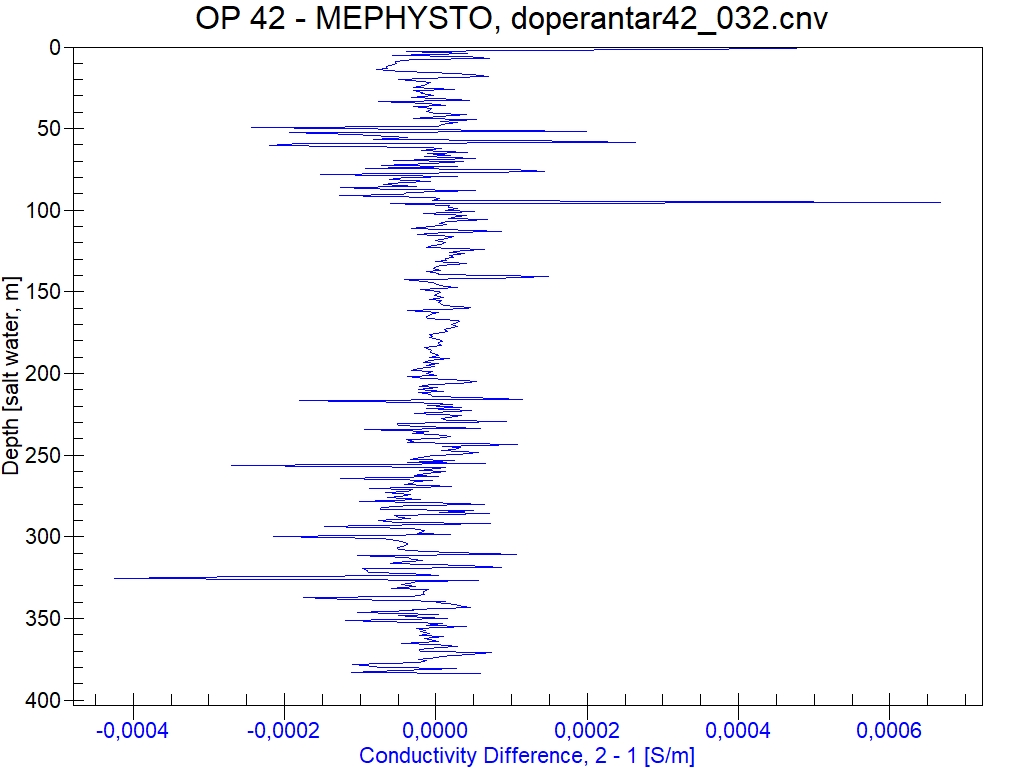 OP 42 - MEPHYSTO, doperantar42_032.cnv
0
50
100
150
200
250
300
350
400
Depth [salt water, m]
-0,0004 -0,0002 0,0000 0,0002 0,0004 0,0006
Conductivity Difference, 2 - 1 [S/m]